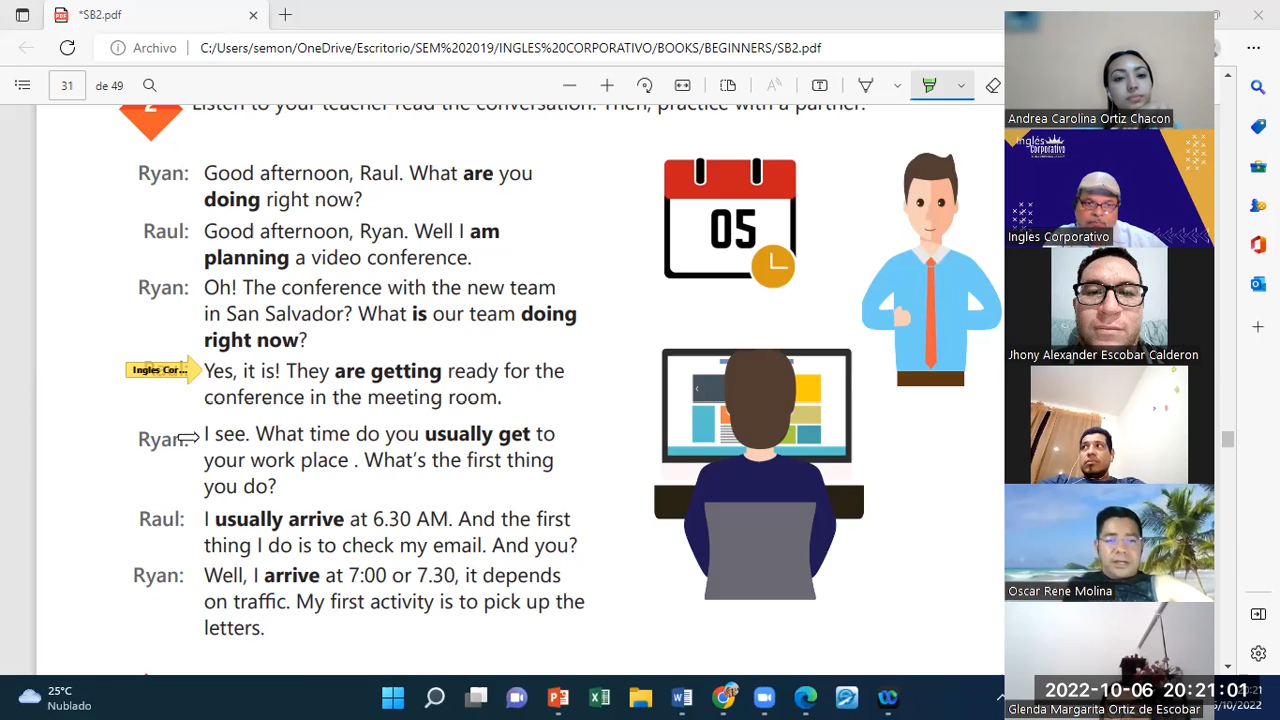 *SB2.pdf
Archivo
C:/Users/semon/OneDrive/Escritorio/SEM%202019/INGLES%20CORPORATIVO/BOOKS/BEGINNERS/SB2.pdf
31 de 49
2 Listen to your teacher read the conversation. Then, practice with a partner.
Ryan: Good afternoon, Raul. What are you
doing right now?
Raul: Good afternoon, Ryan. Well I am
planning a video conference.
Ryan: Oh! The conference with the new team
in San Salvador? What is our team doing
right now?
Ingles Cor... Yes, it is! They are getting ready for the
conference in the meeting room.
Ryan: I see. What time do you usually get to
your work place . What's the first thing
you do?
Raul: I usually arrive at 6.30 AM. And the first
thing I do is to check my email. And you?
Ryan: Well, I arrive at 7:00 or 7.30, it depends
on traffic. My first activity is to pick up the
letters.
05
Andrea Carolina Ortiz Chacon
Inglés
Corporativo
Ingles Corporativo
Jhony Alexander Escobar Calderon
Oscar Rene Molina
Glenda Margarita Ortiz de Escobar
25°C
Nublado
2022-10-06 20:21:01